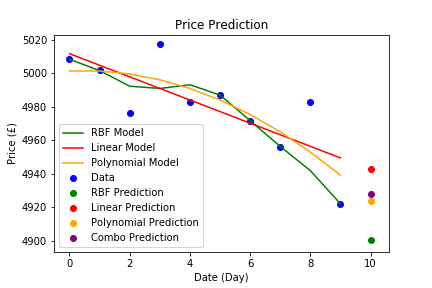 Price Prediction
5020
5000
4980
4960
4940
4920
4900
Price (£)
RBF Model
Linear Model
Polynomial Model
Data
RBF Prediction
Linear Prediction
Polynomial Prediction
Combo Prediction
0 2 4 6 8 10
Date (Day)